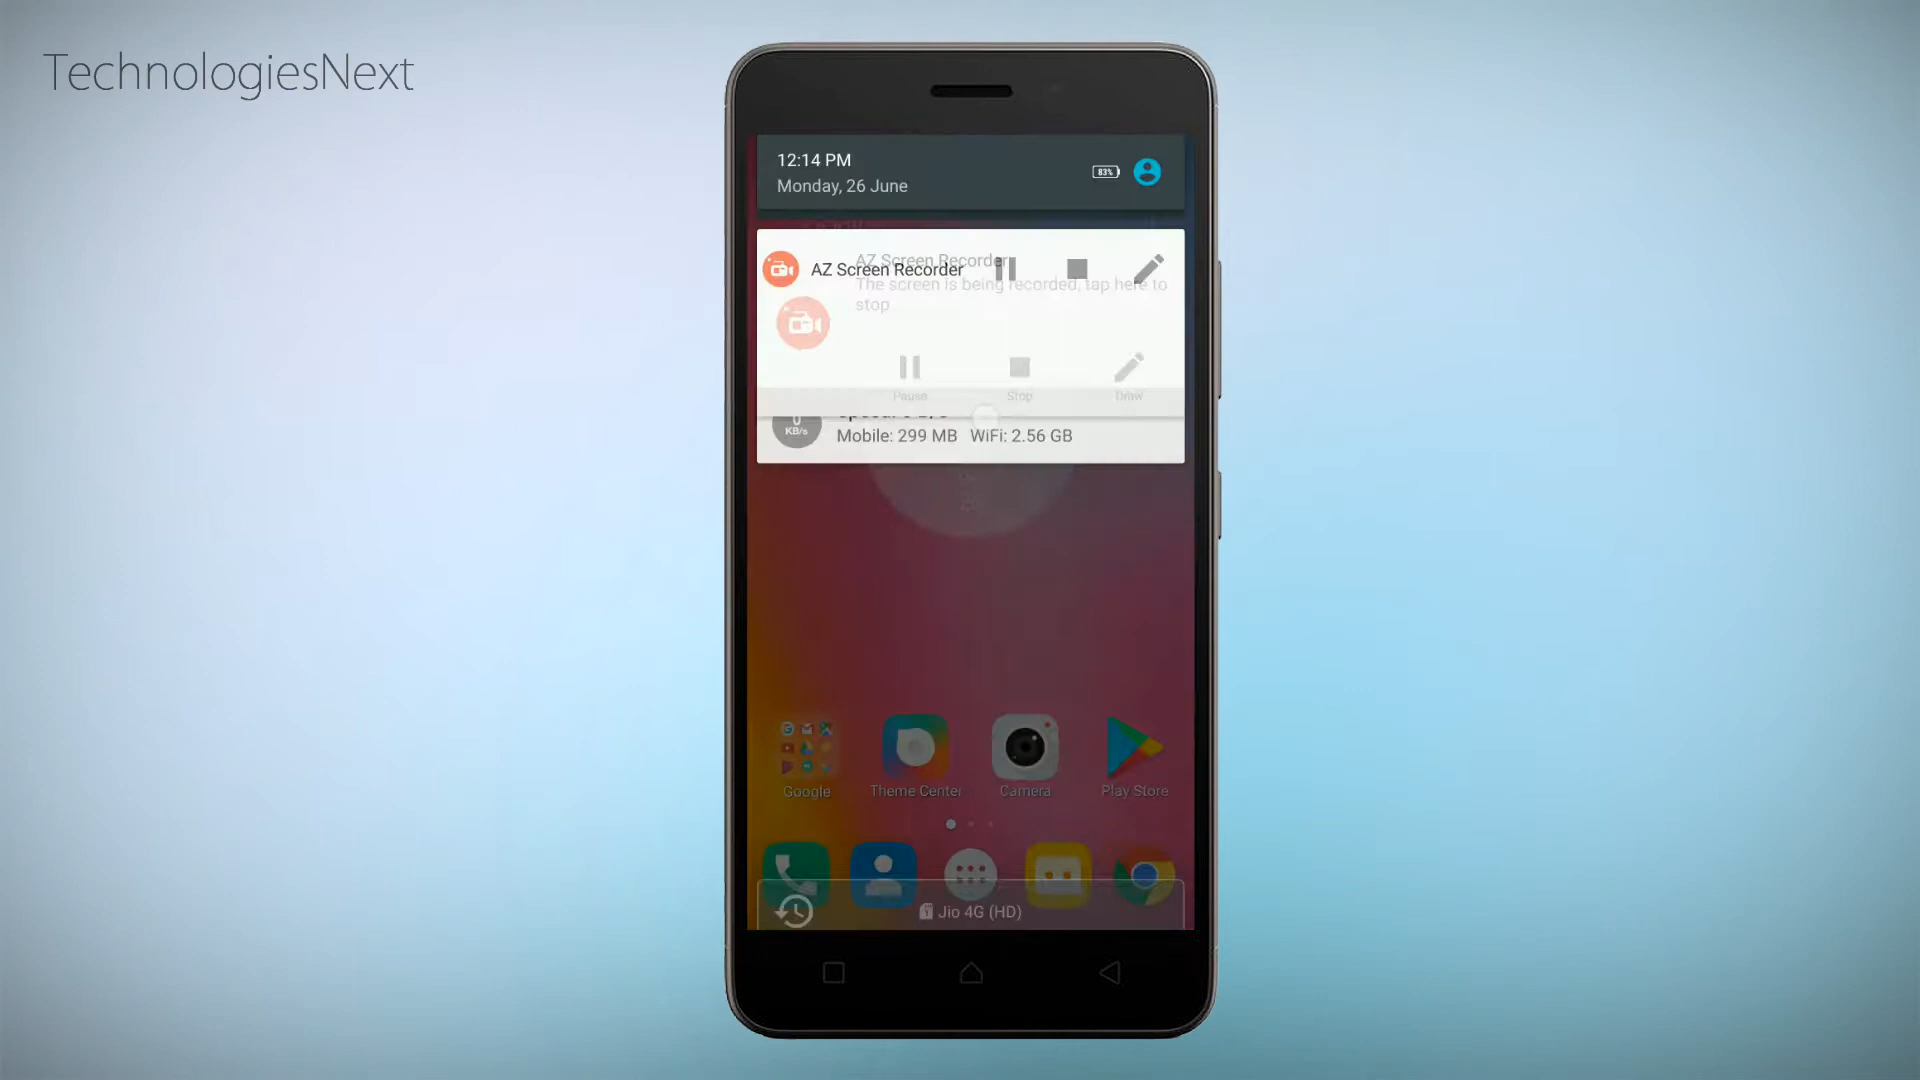 TechnologiesNext
12:14 PM
83%
Monday, 26 June
AZ Screen Recorder
AZ Screen Recorder
The screen is being recorded, tap here to
stop
Pause
Stop
Draw
KB/s
Mobile: 299 MB WiFi: 2.56 GB
Google
Theme Center
Camera
Play Store
Jio 4G (HD)